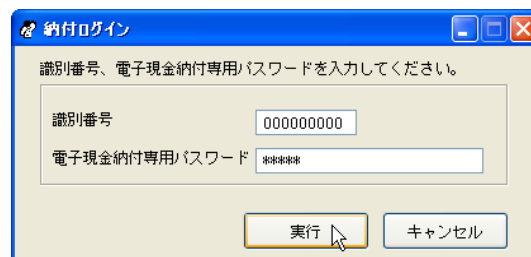 納付ログイン
識別番号、電子現金納付専用パスワードを入力してください。
識別番号 000000000
電子現金納付専用パスワード *****
実行 キャンセル